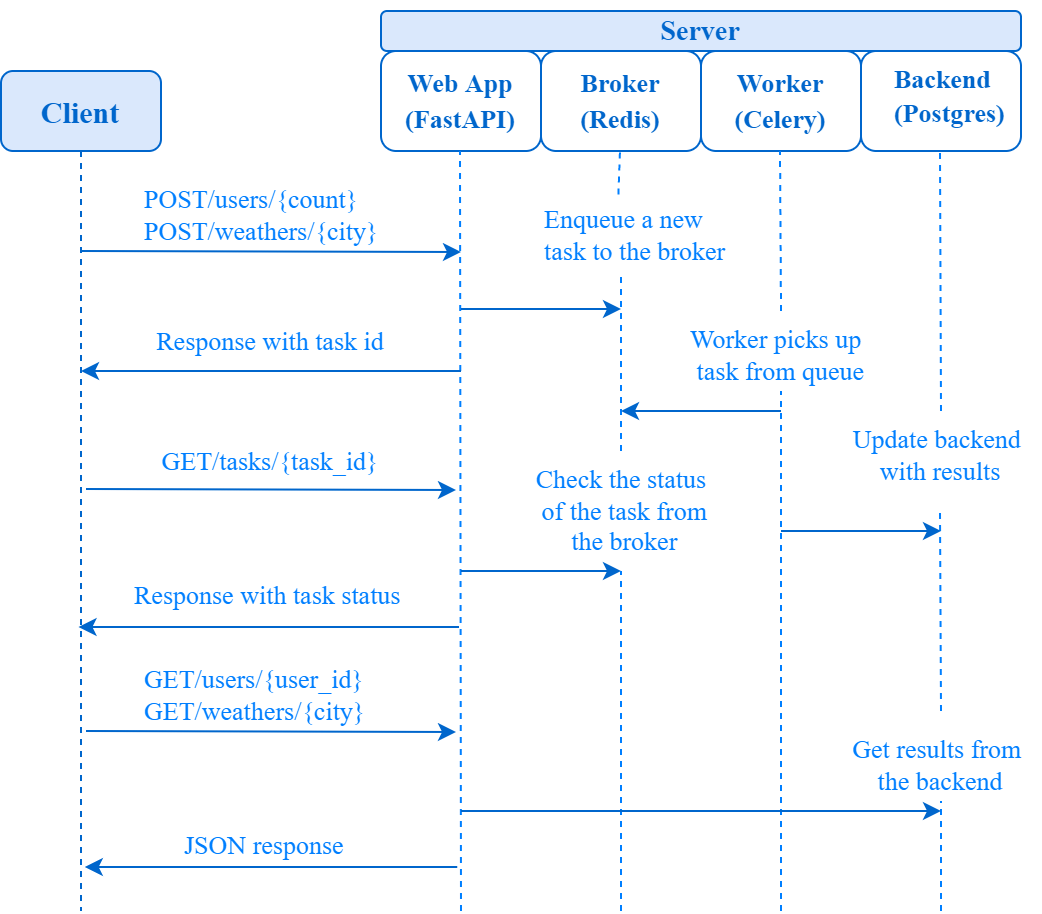 Server
Client
Web App
(FastAPI)
Broker
(Redis)
Worker
(Celery)
Backend
(Postgres)
POST/users/{count}
POST/weathers/{city}
Enqueue a new
task to the broker
Response with task id
Worker picks up
task from queue
Update backend
with results
GET/tasks/{task_id}
Check the status
of the task from
the broker
Response with task status
GET/users/{user_id}
GET/weathers/{city}
Get results from
the backend
JSON response